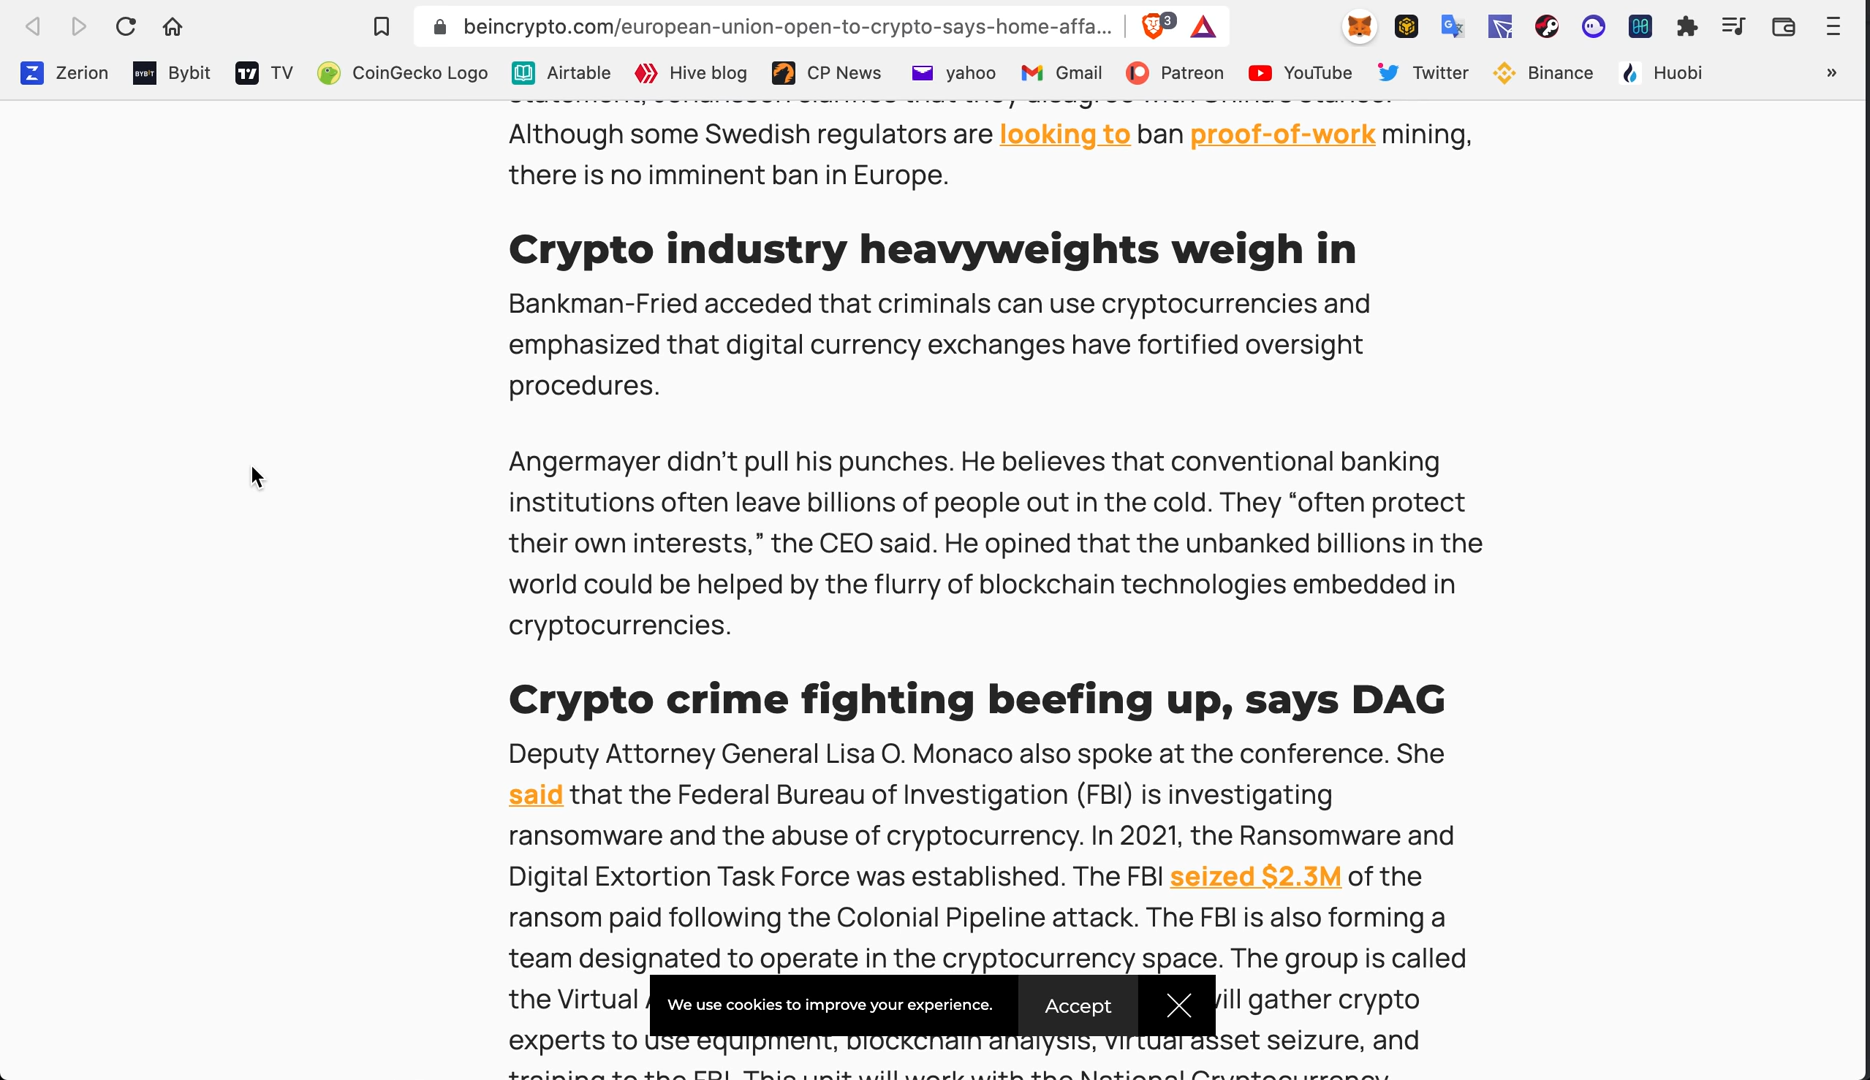 beincrypto.com/european-union-open-to-crypto-says-home-affa...
3
Zerion
BYBIT
Bybit
TV
CoinGecko Logo
Airtable
Hive blog
CP News
yahoo
Gmail
Patreon
YouTube
Twitter
Binance
Huobi
»
statement, Johansson clarifies that they disagree with China's stance.
Although some Swedish regulators are looking to ban proof-of-work mining,
there is no imminent ban in Europe.
Crypto industry heavyweights weigh in
Bankman-Fried acceded that criminals can use cryptocurrencies and
emphasized that digital currency exchanges have fortified oversight
procedures.
Angermayer didn’t pull his punches. He believes that conventional banking
institutions often leave billions of people out in the cold. They “often protect
their own interests,” the CEO said. He opined that the unbanked billions in the
world could be helped by the flurry of blockchain technologies embedded in
cryptocurrencies.
Crypto crime fighting beefing up, says DAG
Deputy Attorney General Lisa O. Monaco also spoke at the conference. She
said that the Federal Bureau of Investigation (FBI) is investigating
ransomware and the abuse of cryptocurrency. In 2021, the Ransomware and
Digital Extortion Task Force was established. The FBI seized $2.3M of the
ransom paid following the Colonial Pipeline attack. The FBI is also forming a
team designated to operate in the cryptocurrency space. The group is called
the Virtual will gather crypto
We use cookies to improve your experience. Accept
experts to use equipment, blockchain analysis, virtual asset seizure, and
training to the FBI. This unit will work with the National Cryptocurrency